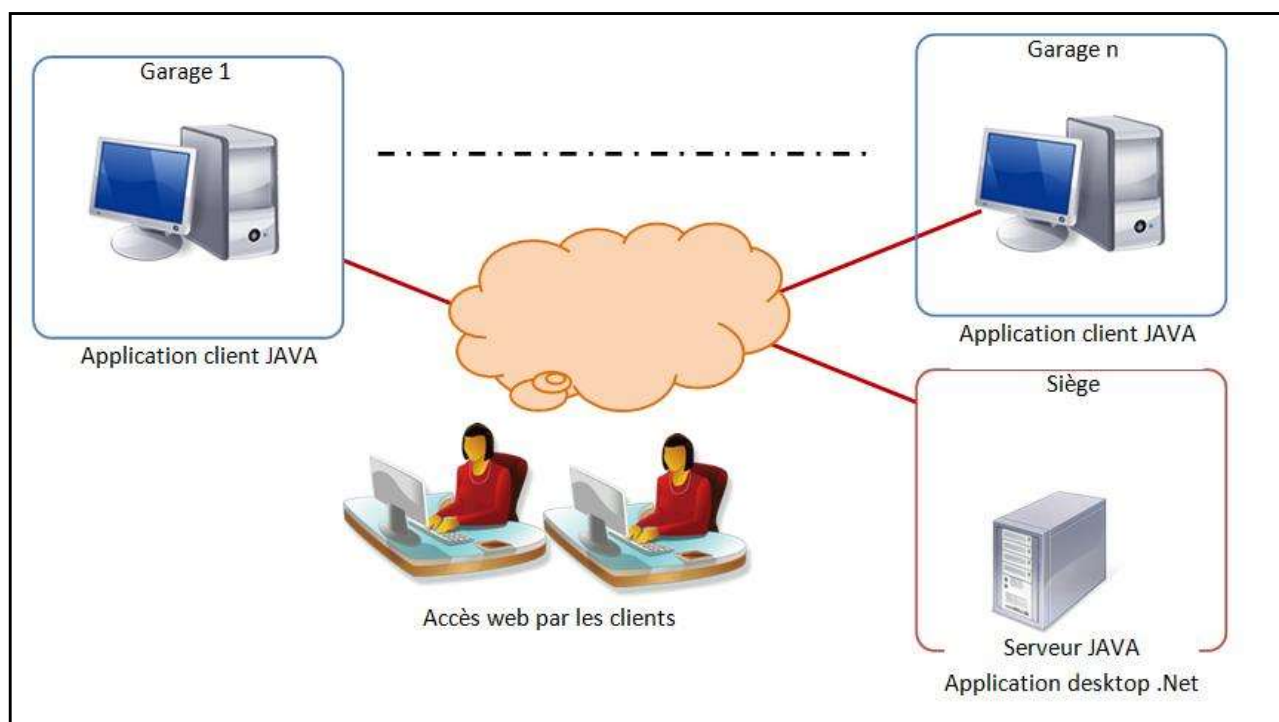 Garage 1
Garage n
Application client JAVA
Application client JAVA
Siège
Accès web par les clients
Serveur JAVA
Application desktop .Net